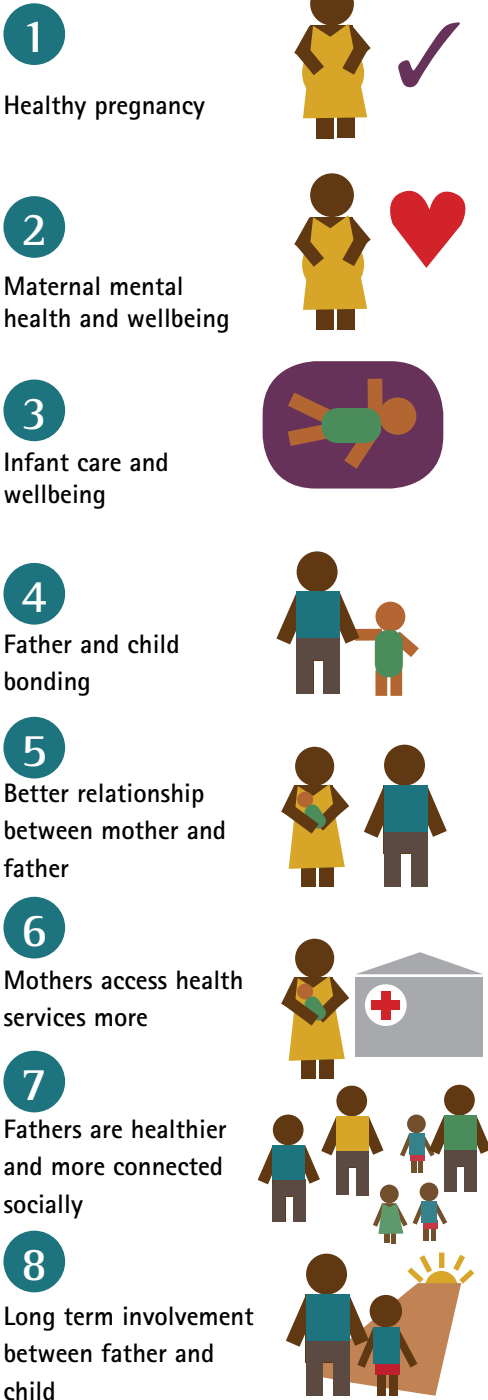 1
Healthy pregnancy
2
Maternal mental
health and wellbeing
3
Infant care and
wellbeing
4
Father and child
bonding
5
Better relationship
between mother and
father
6
Mothers access health
services more
7
Fathers are healthier
and more connected
socially
8
Long term involvement
between father and
child